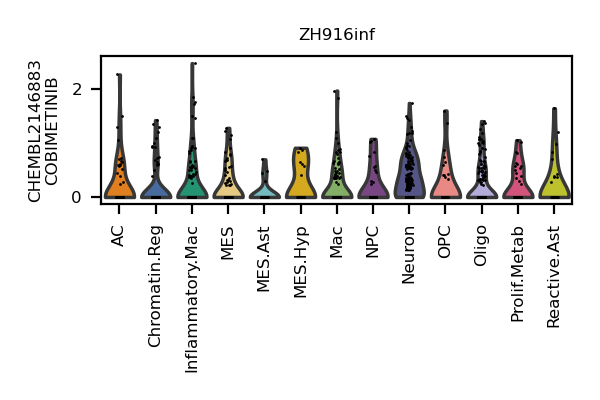 ZH916inf
CHEMBL2146883
COBIMETINIB
2
0
AC
Chromatin.Reg
Inflammatory.Mac
MES
MES.Ast
MES.Hyp
Mac
NPC
Neuron
OPC
Oligo
Prolif.Metab
Reactive.Ast